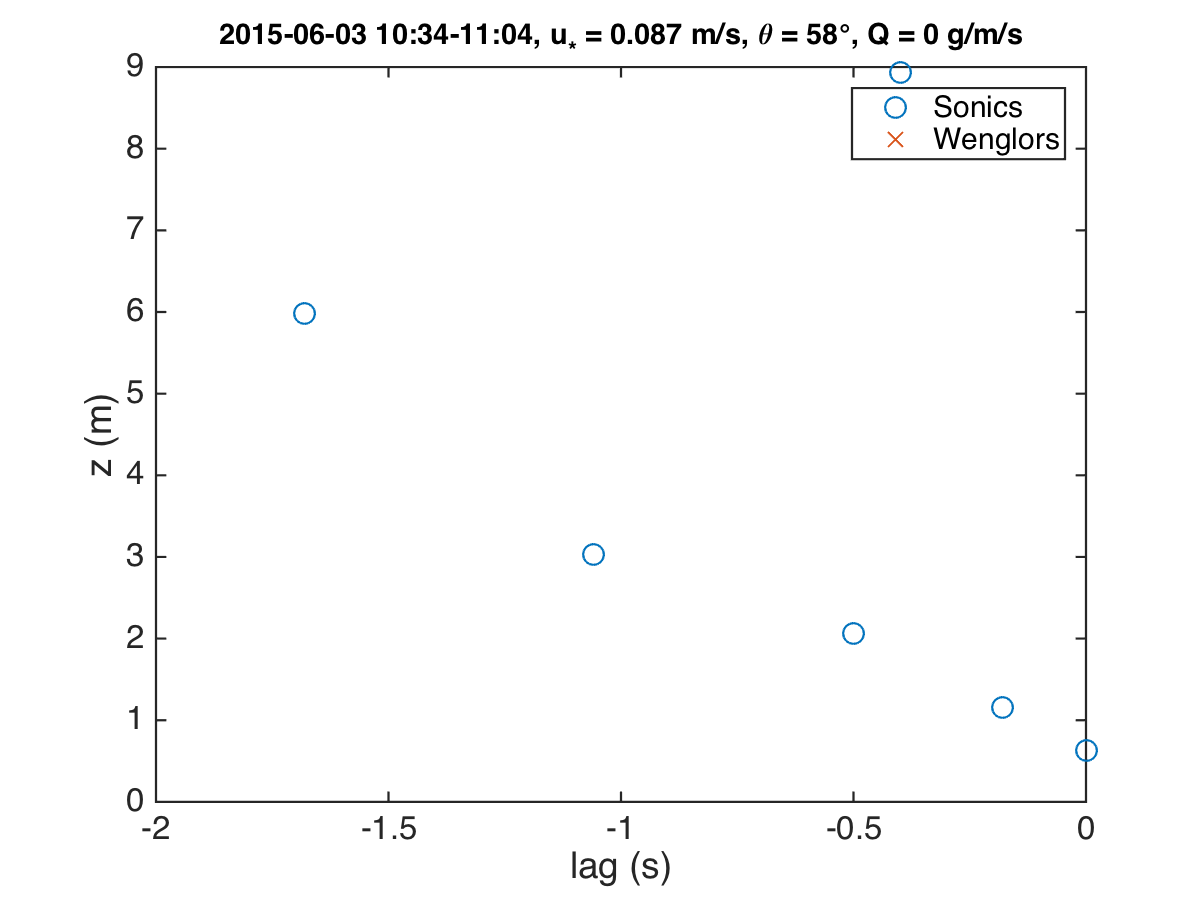 2015-06-03 10:34-11:04, u* = 0.087 m/s, θ = 58°, Q = 0 g/m/s
9
Sonics
Wenglors
8
7
6
5
z (m)
4
3
2
1
0
-2 -1.5 -1 -0.5 0
lag (s)